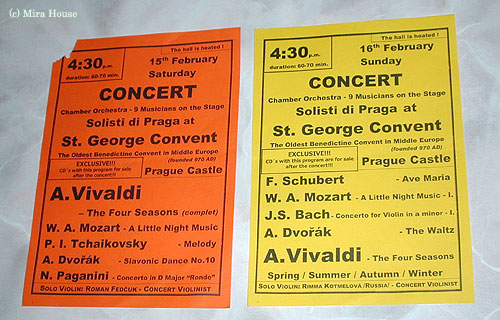 (c) Mira House
The hall is heated !
4:30p.m.
duration: 60-70 min.
15th February
Saturday
CONCERT
Chamber Orchestra - 9 Musicians on the Stage
Solisti di Praga at
St. George Convent
The Oldest Benedictine Convent in Middle Europe
(founded 970 AD)
EXCLUSIVE!!!
CD´s with this program are for sale
after the concert!!!
Prague Castle
A.Vivaldi
– The Four Seasons (complet)
W. A. Mozart - A Little Night Music
P. I. Tchaikovsky - Melody
A. Dvořák - Slavonic Dance No.10
N. Paganini - Concerto in D Major "Rondo"
SOLO VIOLIN: ROMAN FEDČUK - CONCERT VIOLINIST
The hall is heated !
4:30p.m.
duration: 60-70 min.
16th February
Sunday
CONCERT
Chamber Orchestra - 9 Musicians on the Stage
Solisti di Praga at
St. George Convent
The Oldest Benedictine Convent in Middle Europe
(founded 970 AD)
EXCLUSIVE!!!
CD´s with this program are for sale
after the concert!!!
Prague Castle
F. Schubert - Ave Maria
W. A. Mozart - A Little Night Music - I.
J.S. Bach - Concerto for Violin in a minor - I.
A. Dvořák - The Waltz
A.Vivaldi - The Four Seasons
Spring / Summer / Autumn / Winter
SOLO VIOLIN: RIMMA KOTMELOVÁ /RUSSIA/ - CONCERT VIOLINIST